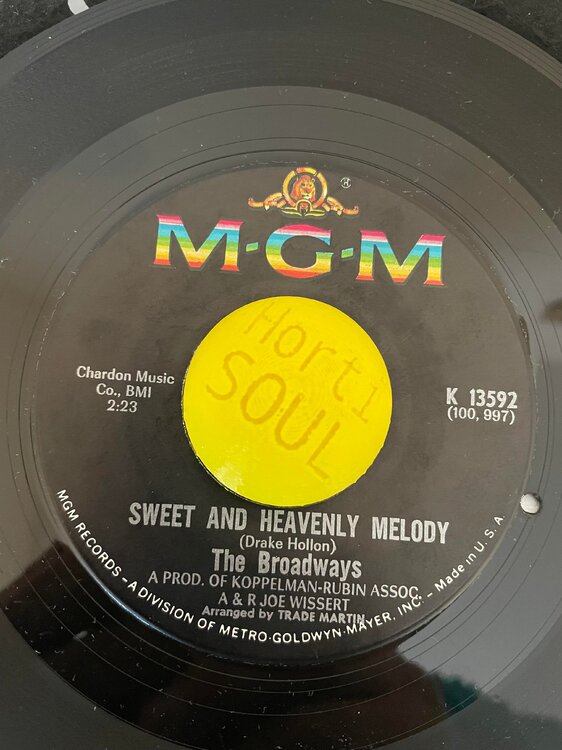 ®
M·G·M
Horti
SOUL
Chardon Music
Co., BMI
2:23
K 13592
(100, 997)
SWEET AND HEAVENLY MELODY
(Drake Hollon)
The Broadways
A PROD. OF KOPPELMAN-RUBIN ASSOC.
A & R JOE WISSERT
Arranged by TRADE MARTIN
MGM RECORDS – A DIVISION OF METRO-GOLDWYN-MAYER, INC. – Made in U.S.A.